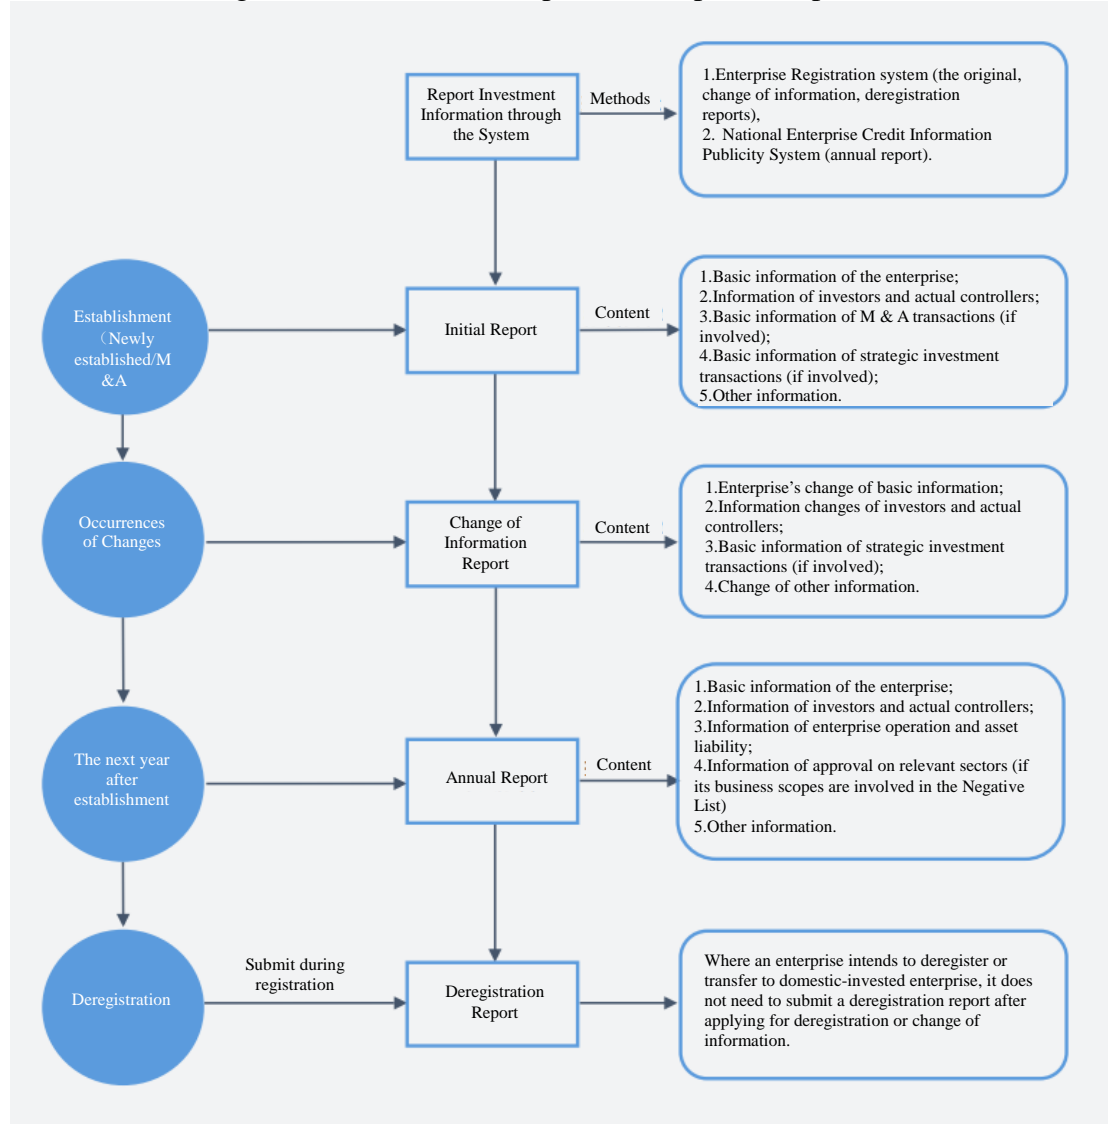 Report Investment
Information through
the System
Methods
1.Enterprise Registration system (the original,
change of information, deregistration
reports),
2. National Enterprise Credit Information
Publicity System (annual report).
Establishment
（Newly
established/M
&A
Initial Report
Content
1.Basic information of the enterprise;
2.Information of investors and actual controllers;
3.Basic information of M & A transactions (if
involved);
4.Basic information of strategic investment
transactions (if involved);
5.Other information.
Occurrences
of Changes
Change of
Information
Report
Content
1.Enterprise’s change of basic information;
2.Information changes of investors and actual
controllers;
3.Basic information of strategic investment
transactions (if involved);
4.Change of other information.
The next year
after
establishment
Annual Report
Content
1.Basic information of the enterprise;
2.Information of investors and actual controllers;
3.Information of enterprise operation and asset
liability;
4.Information of approval on relevant sectors (if
its business scopes are involved in the Negative
List)
5.Other information.
Deregistration
Submit during
registration
Deregistration
Report
Where an enterprise intends to deregister or
transfer to domestic-invested enterprise, it does
not need to submit a deregistration report after
applying for deregistration or change of
information.